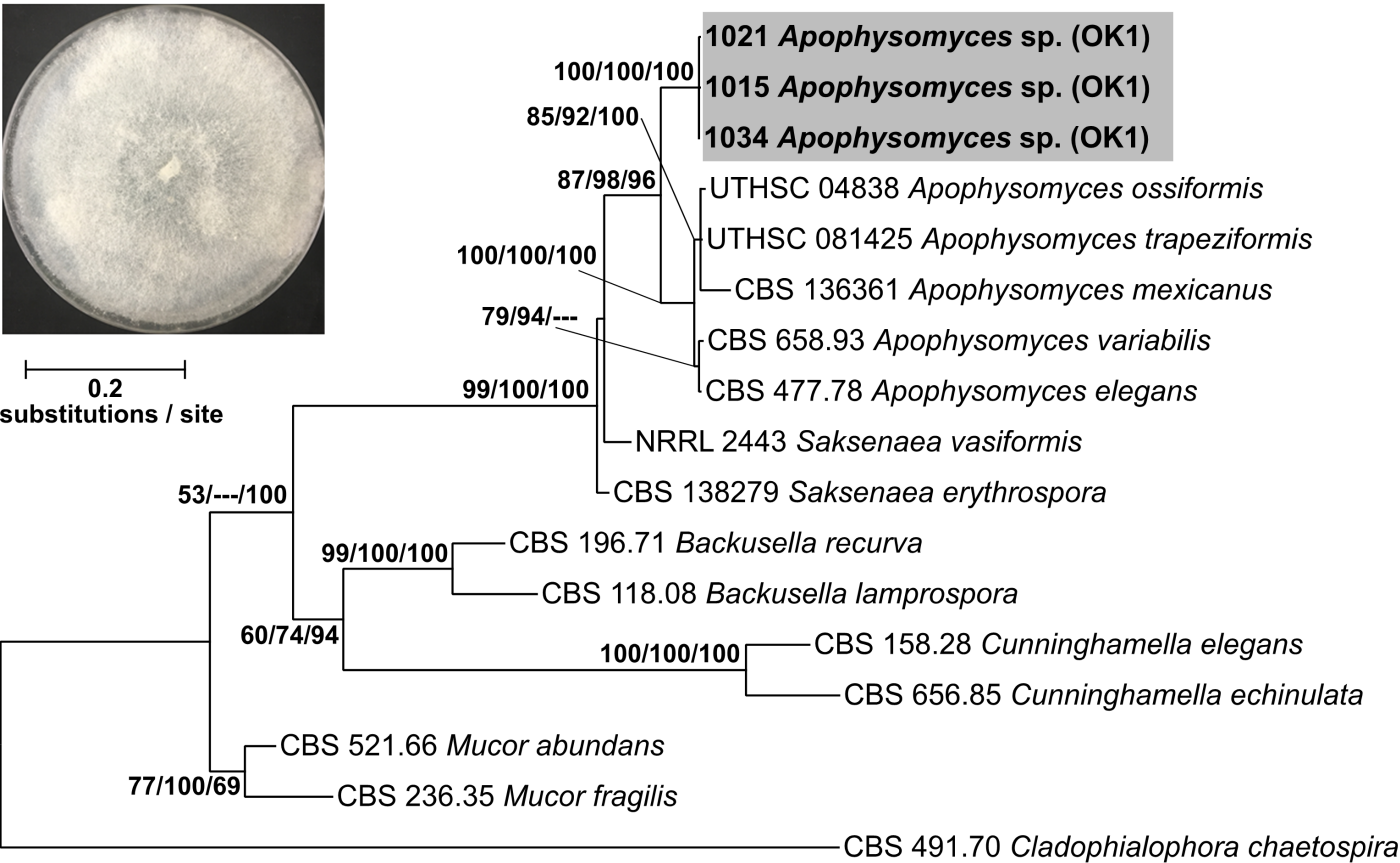 1021 Apophysomyces sp. (OK1)
100/100/100
1015 Apophysomyces sp. (OK1)
85/92/100
1034 Apophysomyces sp. (OK1)
87/98/96
UTHSC 04838 Apophysomyces ossiformis
UTHSC 081425 Apophysomyces trapeziformis
100/100/100
CBS 136361 Apophysomyces mexicanus
79/94/---
CBS 658.93 Apophysomyces variabilis
0.2
substitutions / site
99/100/100
CBS 477.78 Apophysomyces elegans
NRRL 2443 Saksenaea vasiformis
53/---/100
CBS 138279 Saksenaea erythrospora
99/100/100
CBS 196.71 Backusella recurva
CBS 118.08 Backusella lamprospora
60/74/94
CBS 158.28 Cunninghamella elegans
100/100/100
CBS 656.85 Cunninghamella echinulata
CBS 521.66 Mucor abundans
77/100/69
CBS 236.35 Mucor fragilis
CBS 491.70 Cladophialophora chaetospira